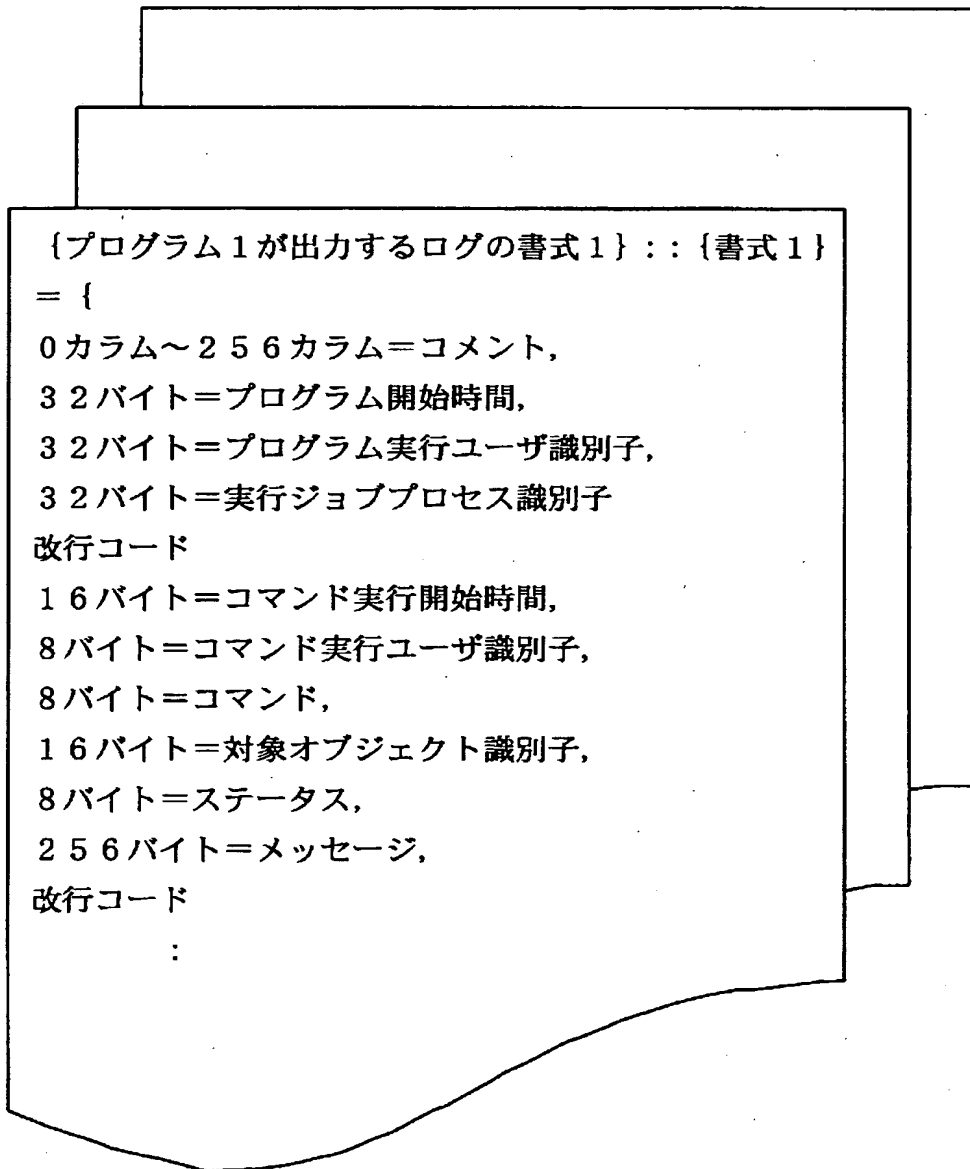 {プログラム1が出力するログの書式1}::{書式1}
={
0カラム～256カラム=コメント,
32バイト=プログラム開始時間,
32バイト=プログラム実行ユーザ識別子,
32バイト=実行ジョブプロセス識別子
改行コード
16バイト=コマンド実行開始時間,
8バイト=コマンド実行ユーザ識別子,
8バイト=コマンド,
16バイト=対象オブジェクト識別子,
8バイト=ステータス,
256バイト=メッセージ,
改行コード
: